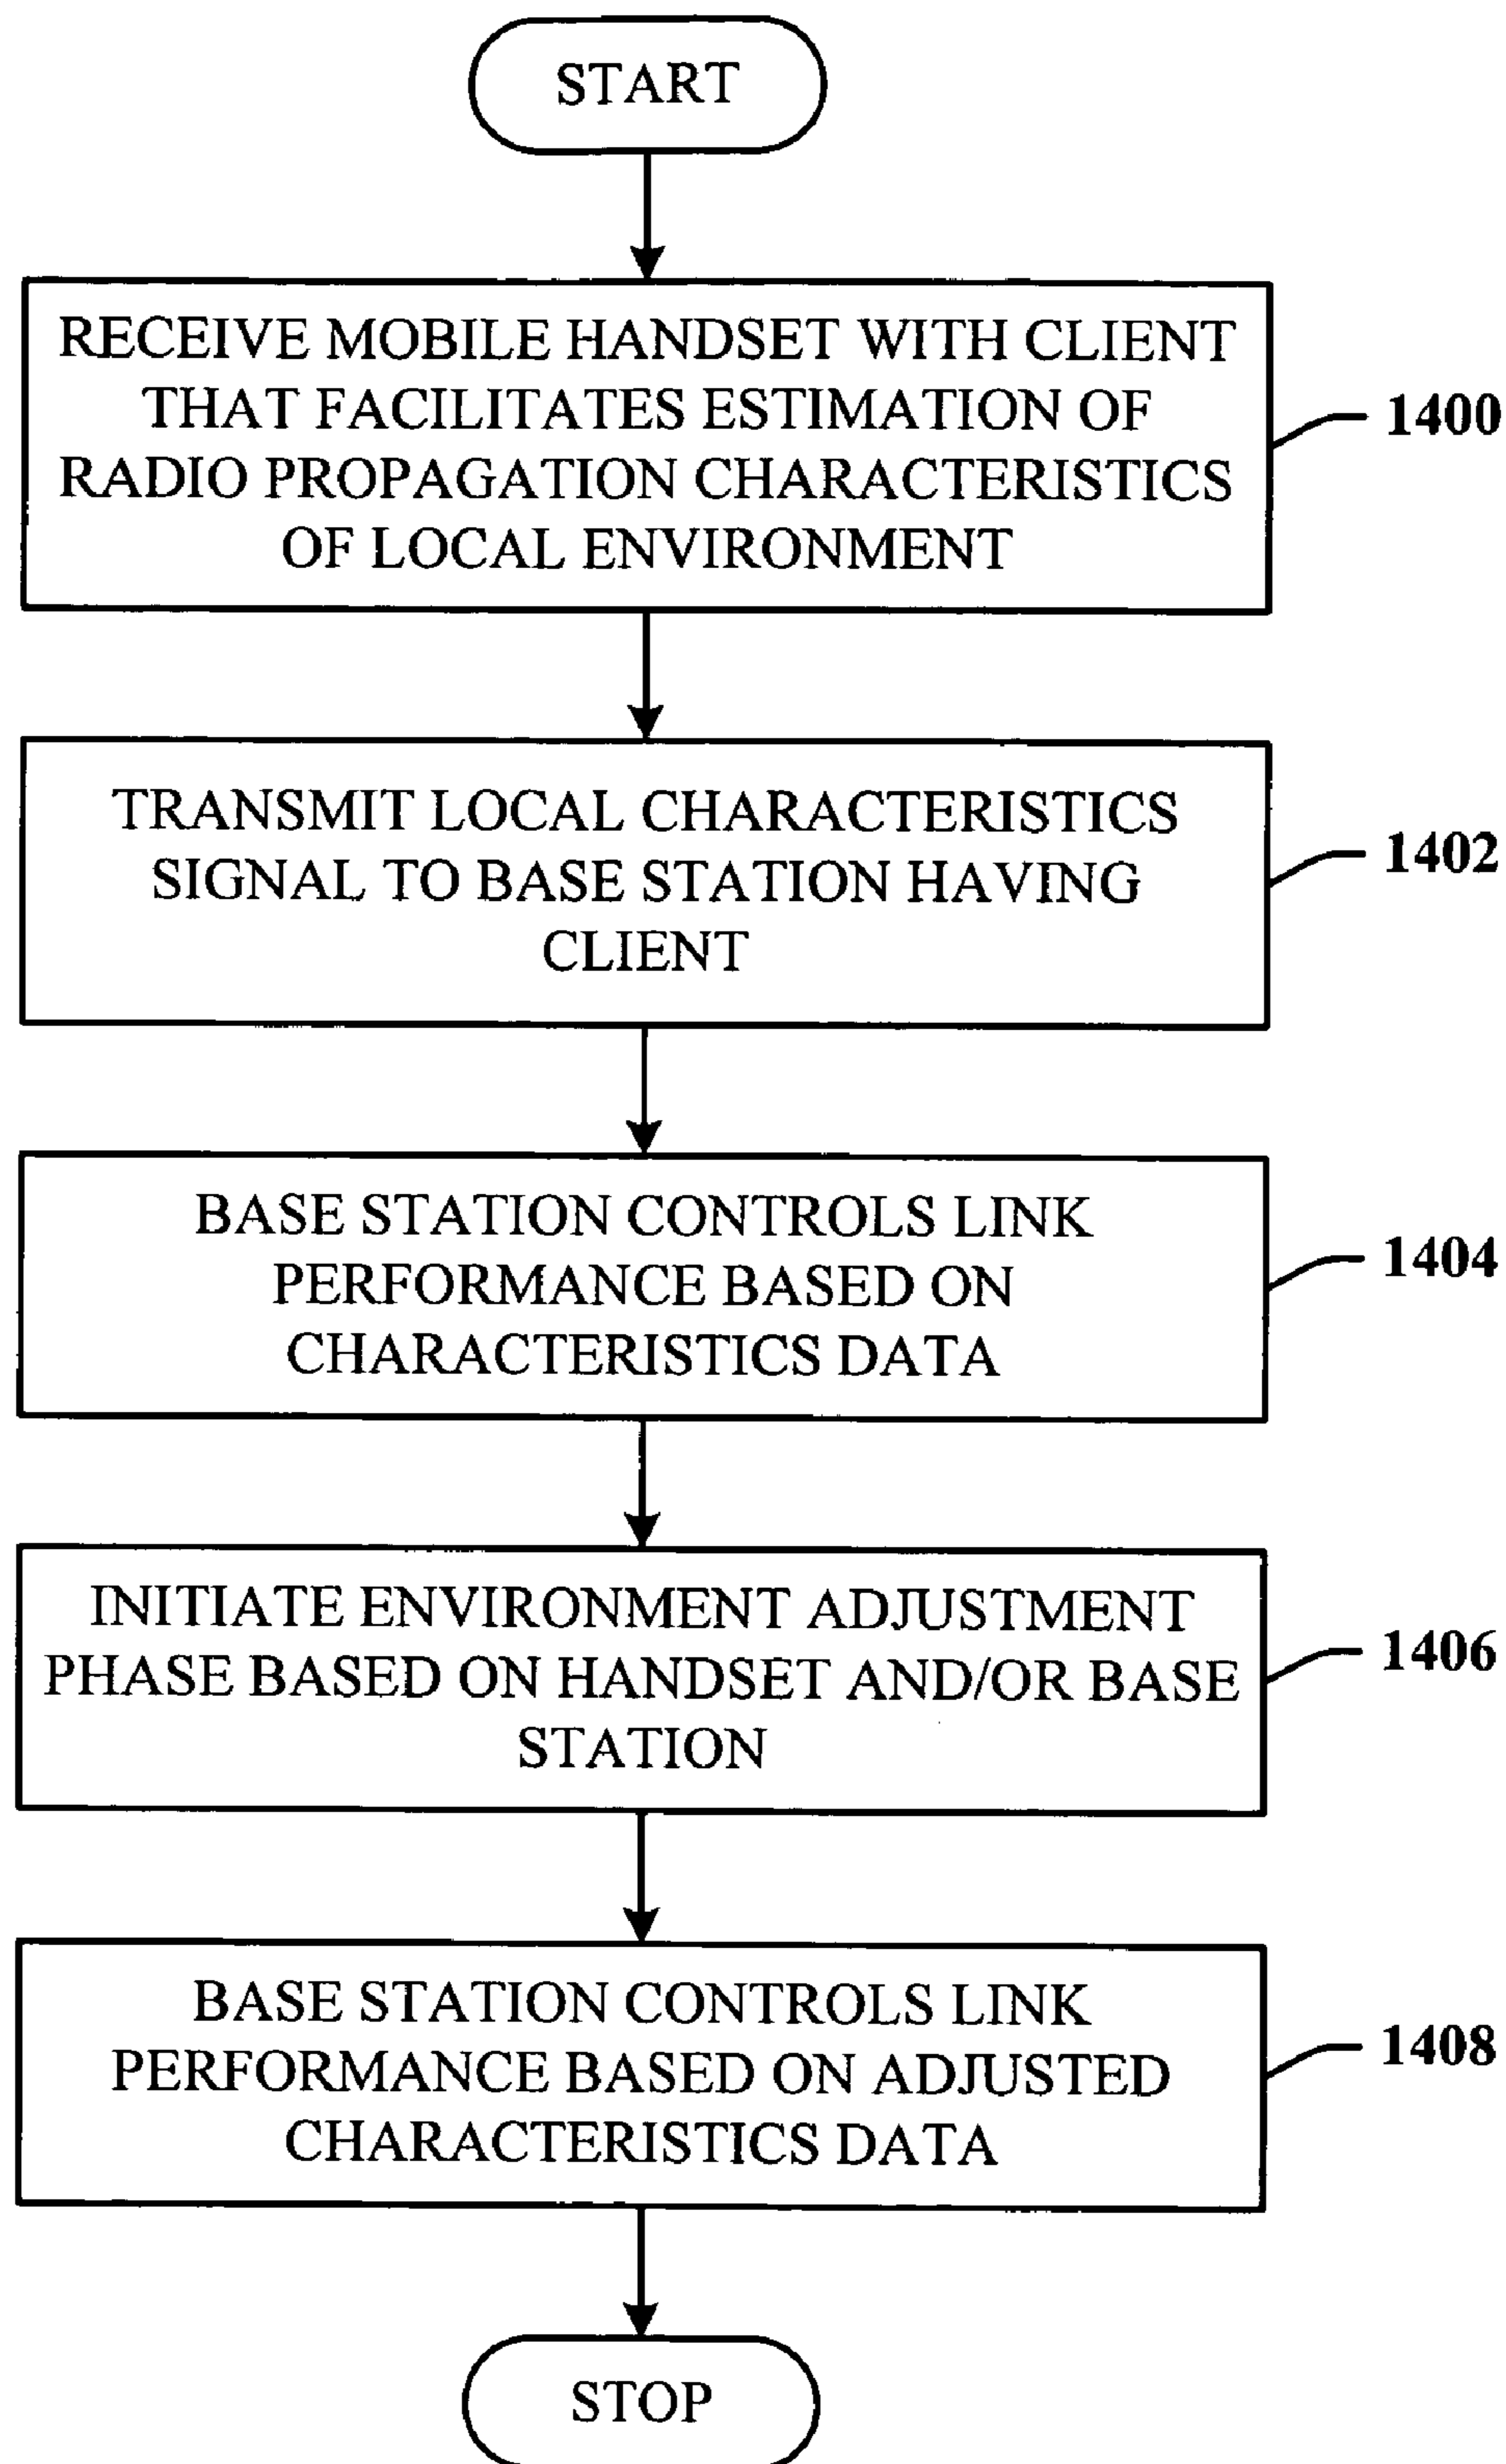 START
RECEIVE MOBILE HANDSET WITH CLIENT
THAT FACILITATES ESTIMATION OF
RADIO PROPAGATION CHARACTERISTICS
OF LOCAL ENVIRONMENT
1400
TRANSMIT LOCAL CHARACTERISTICS
SIGNAL TO BASE STATION HAVING
CLIENT
1402
BASE STATION CONTROLS LINK
PERFORMANCE BASED ON
CHARACTERISTICS DATA
1404
INITIATE ENVIRONMENT ADJUSTMENT
PHASE BASED ON HANDSET AND/OR BASE
STATION
1406
BASE STATION CONTROLS LINK
PERFORMANCE BASED ON ADJUSTED
CHARACTERISTICS DATA
1408
STOP